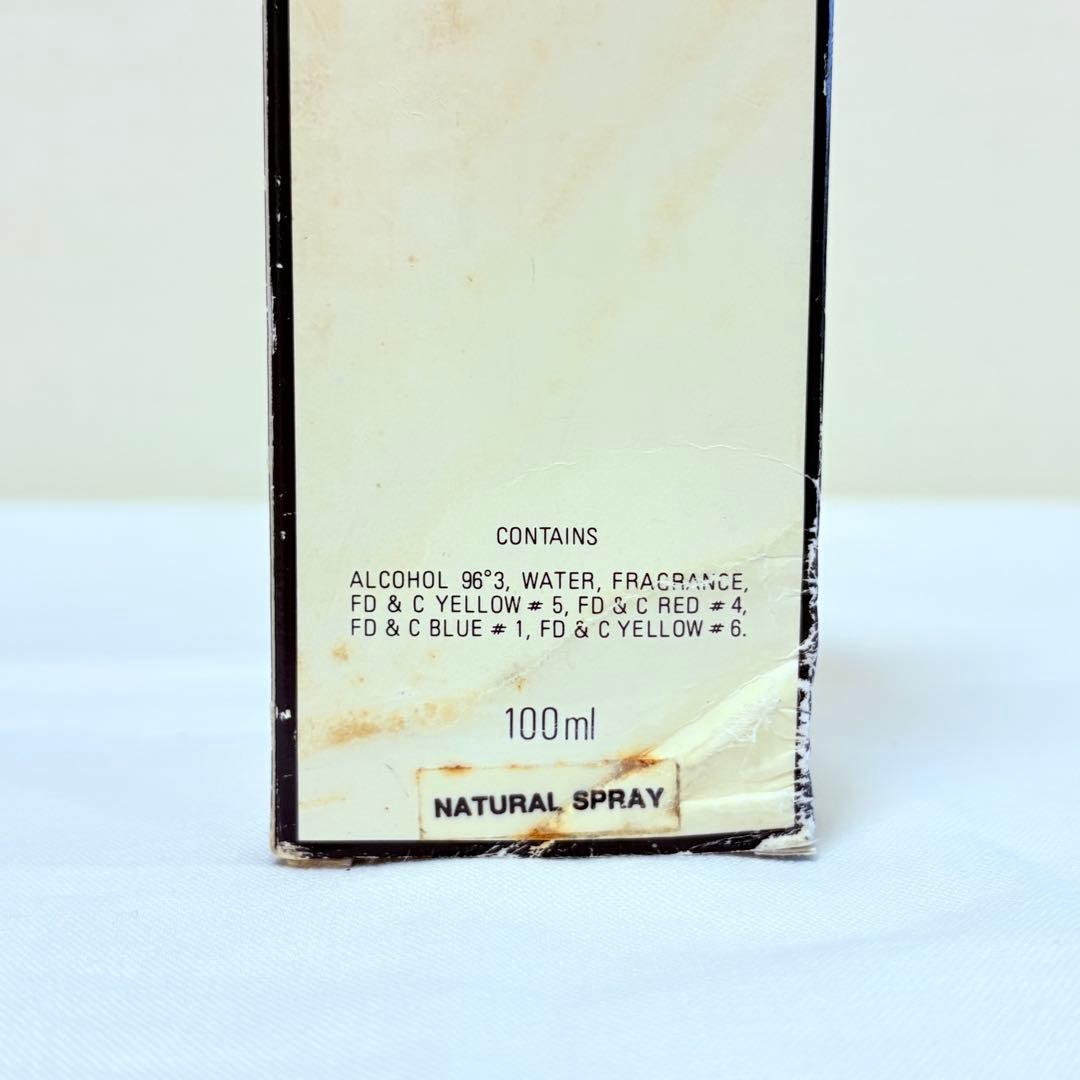 CONTAINS
ALCOHOL 96°3, WATER, FRAGRANCE,
FD & C YELLOW # 5, FD & C RED # 4,
FD & C BLUE # 1, FD & C YELLOW # 6.
100ml
NATURAL SPRAY